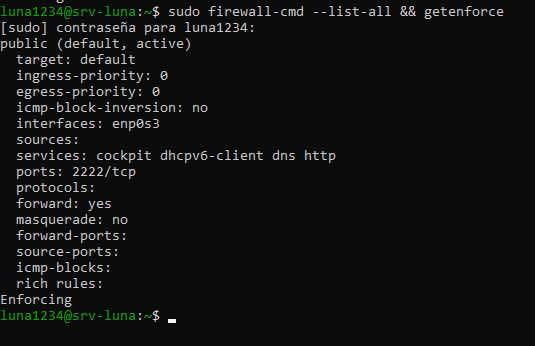 luna1234@srv-luna:~$ sudo firewall-cmd --list-all && getenforce
[sudo] contraseña para luna1234:
public (default, active)
  target: default
  ingress-priority: 0
  egress-priority: 0
  icmp-block-inversion: no
  interfaces: enp0s3
  sources:
  services: cockpit dhcpv6-client dns http
  ports: 2222/tcp
  protocols:
  forward: yes
  masquerade: no
  forward-ports:
  source-ports:
  icmp-blocks:
  rich rules:
Enforcing
luna1234@srv-luna:~$